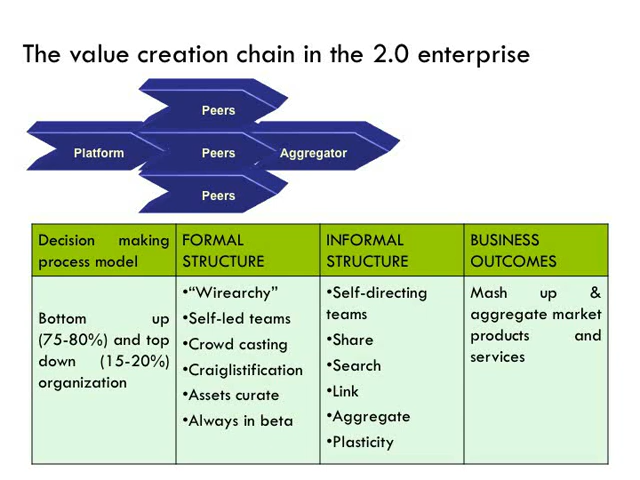 The value creation chain in the 2.0 enterprise
Peers
Platform
Peers
Aggregator
Peers
Decision making
process model
FORMAL
STRUCTURE
INFORMAL
STRUCTURE
BUSINESS
OUTCOMES
Bottom up
(75-80%) and top
down (15-20%)
organization
•“Wirearchy”
•Self-led teams
•Crowd casting
•Craiglistification
•Assets curate
•Always in beta
•Self-directing
teams
•Share
•Search
•Link
•Aggregate
•Plasticity
Mash up &
aggregate market
products and
services